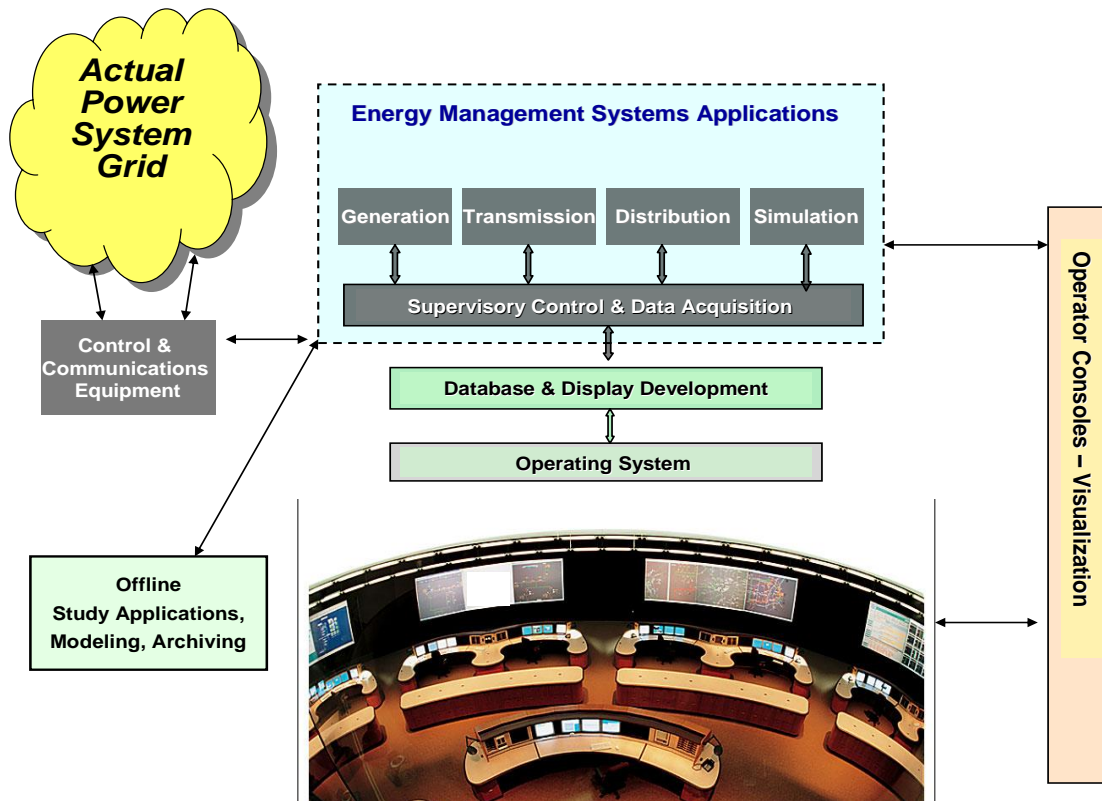 Actual
Power
System
Grid
Energy Management Systems Applications
Generation
Transmission
Distribution
Simulation
Supervisory Control & Data Acquisition
Control &
Communications
Equipment
Database & Display Development
Operating System
Offline
Study Applications,
Modeling, Archiving
Operator Consoles – Visualization